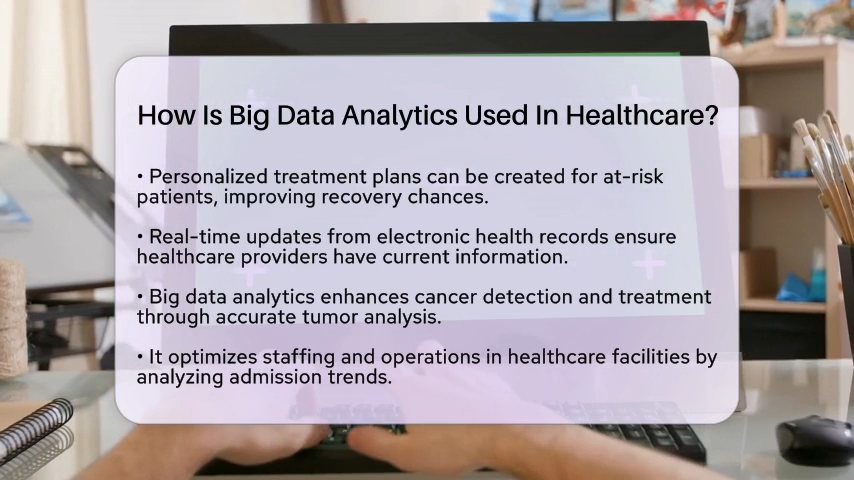 How Is Big Data Analytics Used In Healthcare?
• Personalized treatment plans can be created for at-risk
patients, improving recovery chances.
• Real-time updates from electronic health records ensure
healthcare providers have current information.
• Big data analytics enhances cancer detection and treatment
through accurate tumor analysis.
• It optimizes staffing and operations in healthcare facilities by
analyzing admission trends.